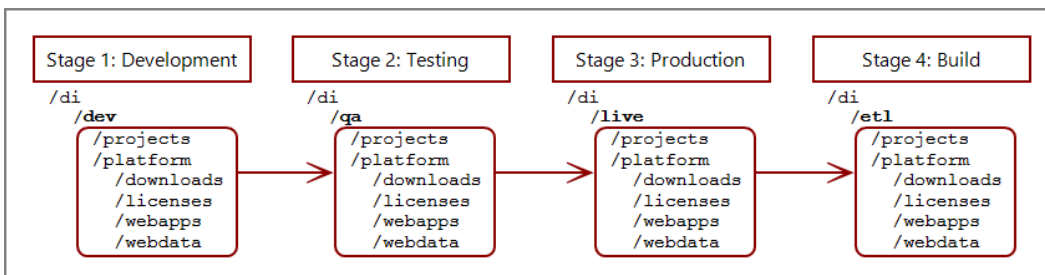 Stage 1: Development
/di
/dev
/projects
/platform
/downloads
/licenses
/webapps
/webdata
Stage 2: Testing
/di
/qa
/projects
/platform
/downloads
/licenses
/webapps
/webdata
Stage 3: Production
/di
/live
/projects
/platform
/downloads
/licenses
/webapps
/webdata
Stage 4: Build
/di
/etl
/projects
/platform
/downloads
/licenses
/webapps
/webdata